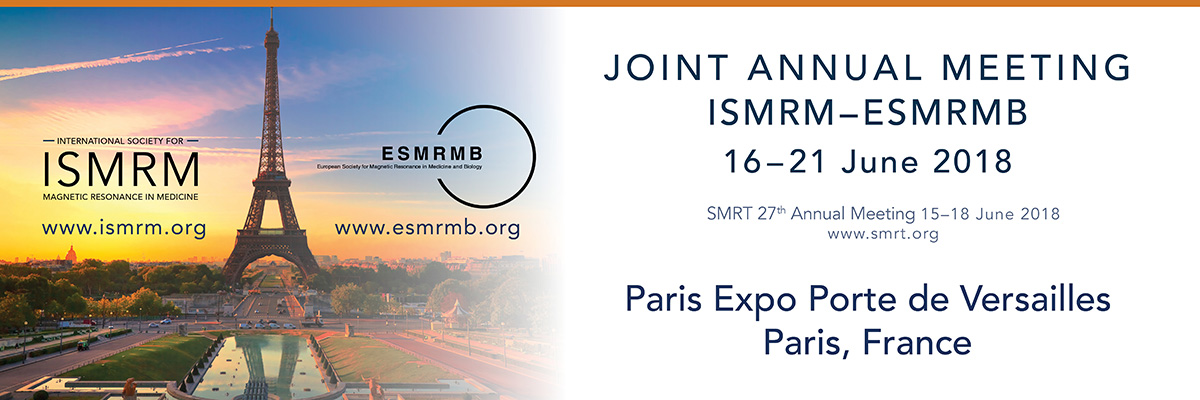 INTERNATIONAL SOCIETY FOR
ISMRM
MAGNETIC RESONANCE IN MEDICINE
www.ismrm.org
ESMRMB
European Society for Magnetic Resonance in Medicine and Biology
www.esmrmb.org
JOINT ANNUAL MEETING
ISMRM–ESMRMB
16–21 June 2018
SMRT 27th Annual Meeting 15–18 June 2018
www.smrt.org
Paris Expo Porte de Versailles
Paris, France